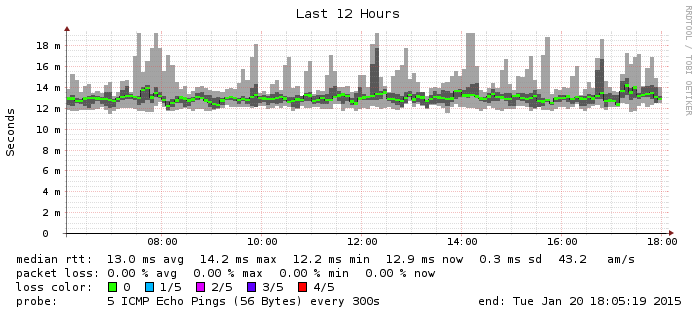 Last 12 Hours
RRDTOOL / TOBI OETIKER
Seconds
18 m
16 m
14 m
12 m
10 m
8 m
6 m
4 m
2 m
0
08:00 10:00 12:00 14:00 16:00 18:00
median rtt: 13.0 ms avg 14.2 ms max 12.2 ms min 12.9 ms now 0.3 ms sd 43.2 am/s
packet loss: 0.00 % avg 0.00 % max 0.00 % min 0.00 % now
loss color: 0 1/5 2/5 3/5 4/5
probe: 5 ICMP Echo Pings (56 Bytes) every 300s end: Tue Jan 20 18:05:19 2015